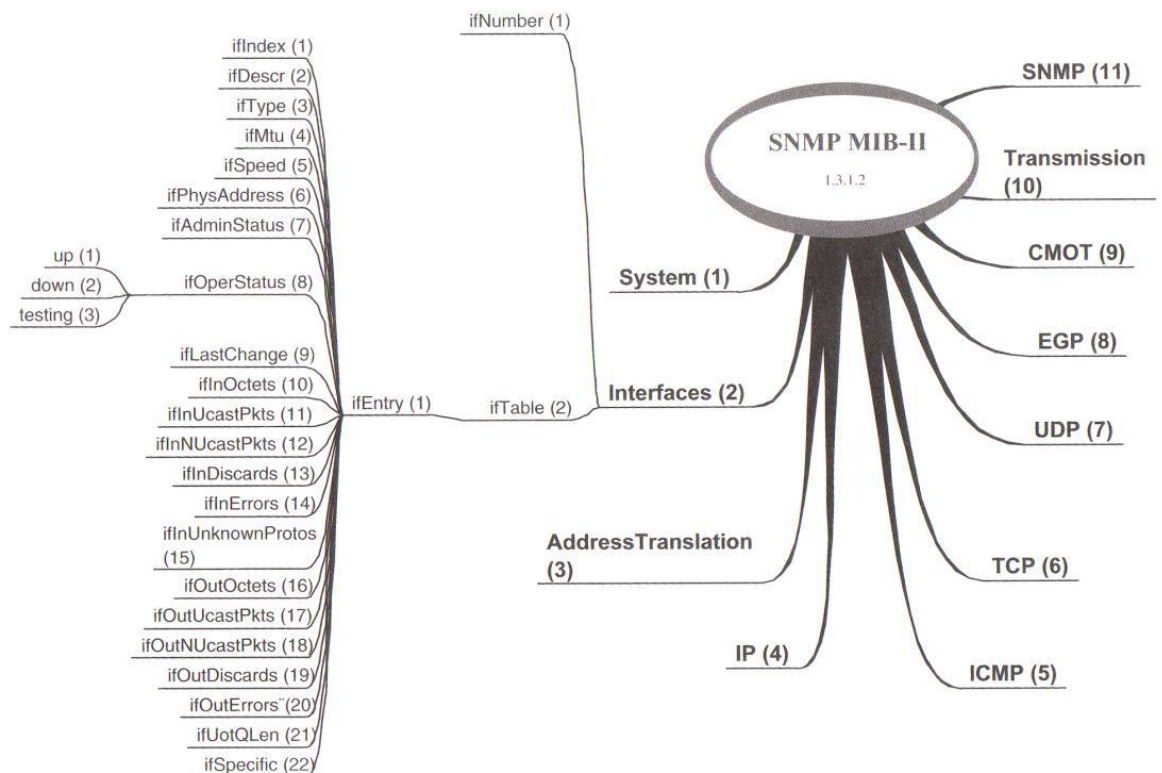 ifNumber (1)
ifIndex (1)
ifDescr (2)
ifType (3)
ifMtu (4)
ifSpeed (5)
ifPhysAddress (6)
ifAdminStatus (7)
up (1)
down (2)
testing (3)
ifOperStatus (8)
ifLastChange (9)
ifInOctets (10)
ifInUcastPkts (11)
ifInNUcastPkts (12)
ifInDiscards (13)
ifInErrors (14)
ifInUnknownProtos
(15)
ifOutOctets (16)
ifOutUcastPkts (17)
ifOutNUcastPkts (18)
ifOutDiscards (19)
ifOutErrors¨(20)
ifUotQLen (21)
ifSpecific (22)
ifEntry (1)
ifTable (2)
SNMP MIB-II
1.3.1.2
System (1)
Interfaces (2)
AddressTranslation
(3)
IP (4)
ICMP (5)
TCP (6)
UDP (7)
EGP (8)
CMOT (9)
Transmission
(10)
SNMP (11)